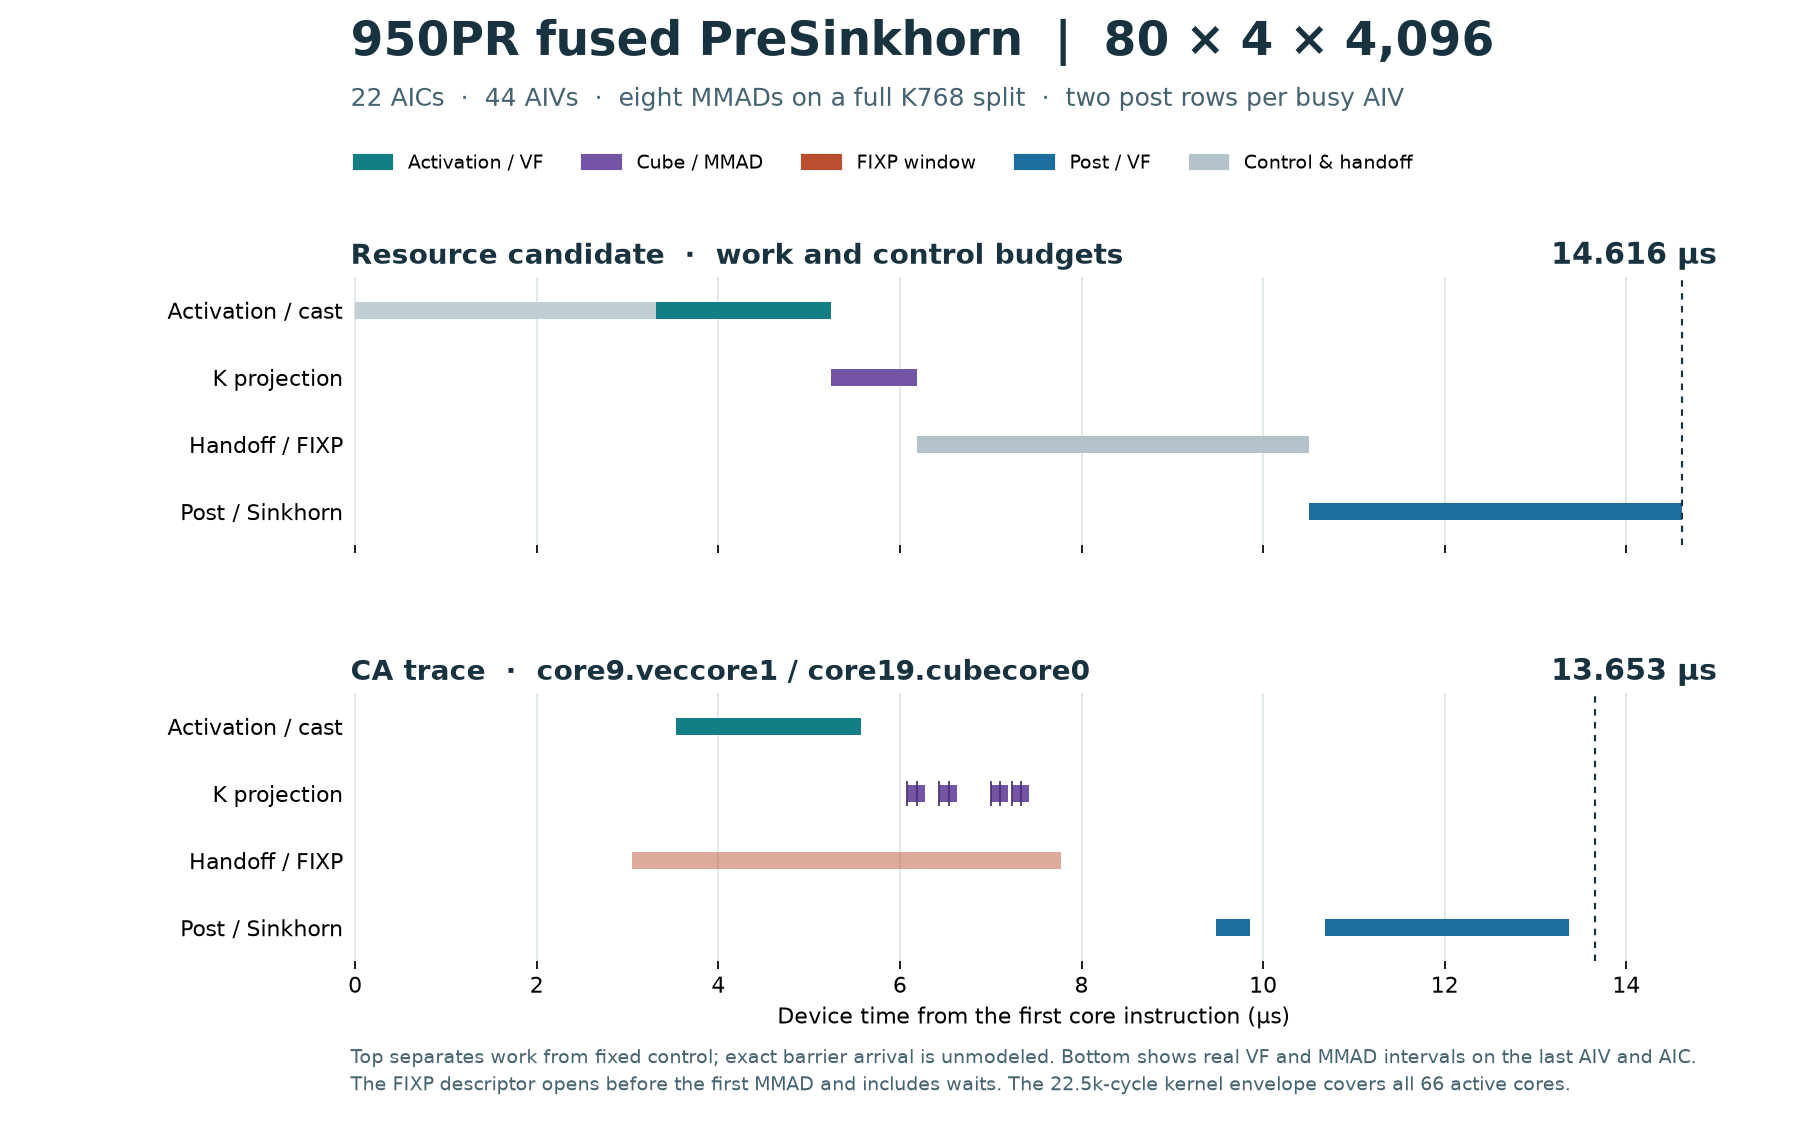 950PR fused PreSinkhorn | 80 × 4 × 4,096
22 AICs · 44 AIVs · eight MMADs on a full K768 split · two post rows per busy AIV
Activation / VF Cube / MMAD FIXP window Post / VF Control & handoff
Resource candidate · work and control budgets 14.616 µs
Activation / cast
K projection
Handoff / FIXP
Post / Sinkhorn
CA trace · core9.veccore1 / core19.cubecore0 13.653 µs
Activation / cast
K projection
Handoff / FIXP
Post / Sinkhorn
0 2 4 6 8 10 12 14
Device time from the first core instruction (µs)
Top separates work from fixed control; exact barrier arrival is unmodeled. Bottom shows real VF and MMAD intervals on the last AIV and AIC.
The FIXP descriptor opens before the first MMAD and includes waits. The 22.5k-cycle kernel envelope covers all 66 active cores.